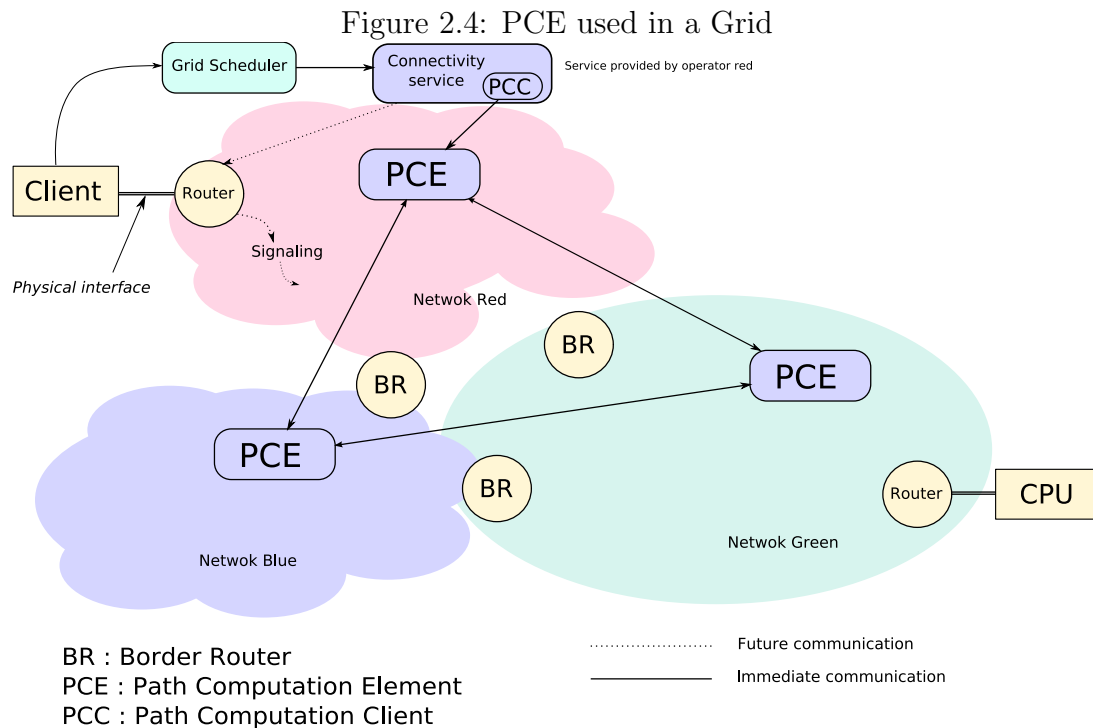 Figure 2.4: PCE used in a Grid
Grid Scheduler
Connectivity
service
PCC
Service provided by operator red
PCE
Client
Router
Signaling
Physical interface
Netwok Red
BR
BR
PCE
PCE
BR
Router
CPU
Netwok Green
Netwok Blue
BR : Border Router
PCE : Path Computation Element
PCC : Path Computation Client
Future communication
Immediate communication